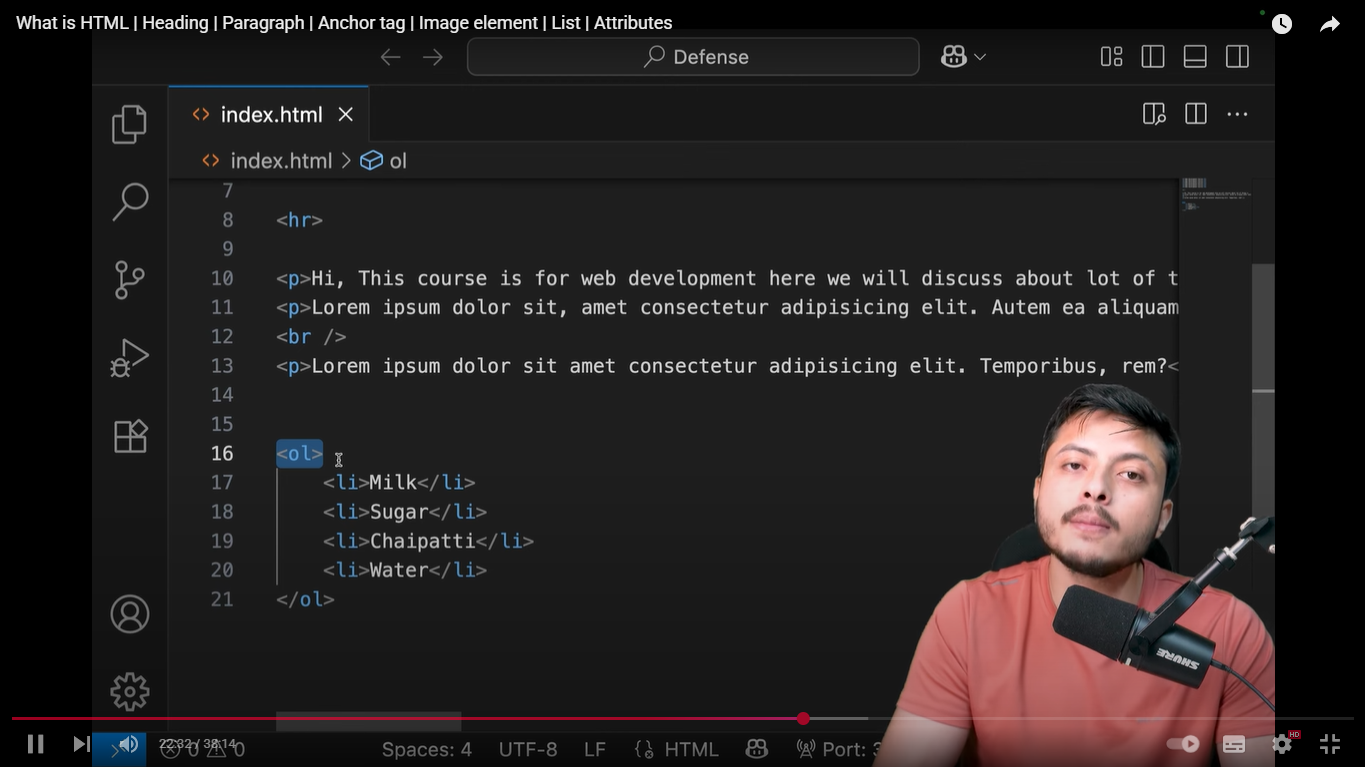 What is HTML | Heading | Paragraph | Anchor tag | Image element | List | Attributes
Defense
index.html
index.html > ol
7
8 <hr>
9
10 <p>Hi, This course is for web development here we will discuss about lot of t
11 <p>Lorem ipsum dolor sit, amet consectetur adipisicing elit. Autem ea aliquam
12 <br />
13 <p>Lorem ipsum dolor sit amet consectetur adipisicing elit. Temporibus, rem?<
14
15
16 <ol>
17 <li>Milk</li>
18 <li>Sugar</li>
19 <li>Chaipatti</li>
20 <li>Water</li>
21 </ol>
SHURE
22:32 / 38:14
0 0 Spaces: 4 UTF-8 LF {} HTML Port:
HD